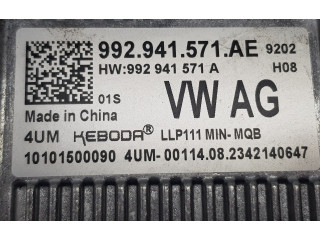 992.941.571.AE 9202
HW:992 941 571 A H08
01S VW AG
Made in China
4UM KEBODA® LLP111 MIN-MQB
10101500090 4UM-00114.08.2342140647